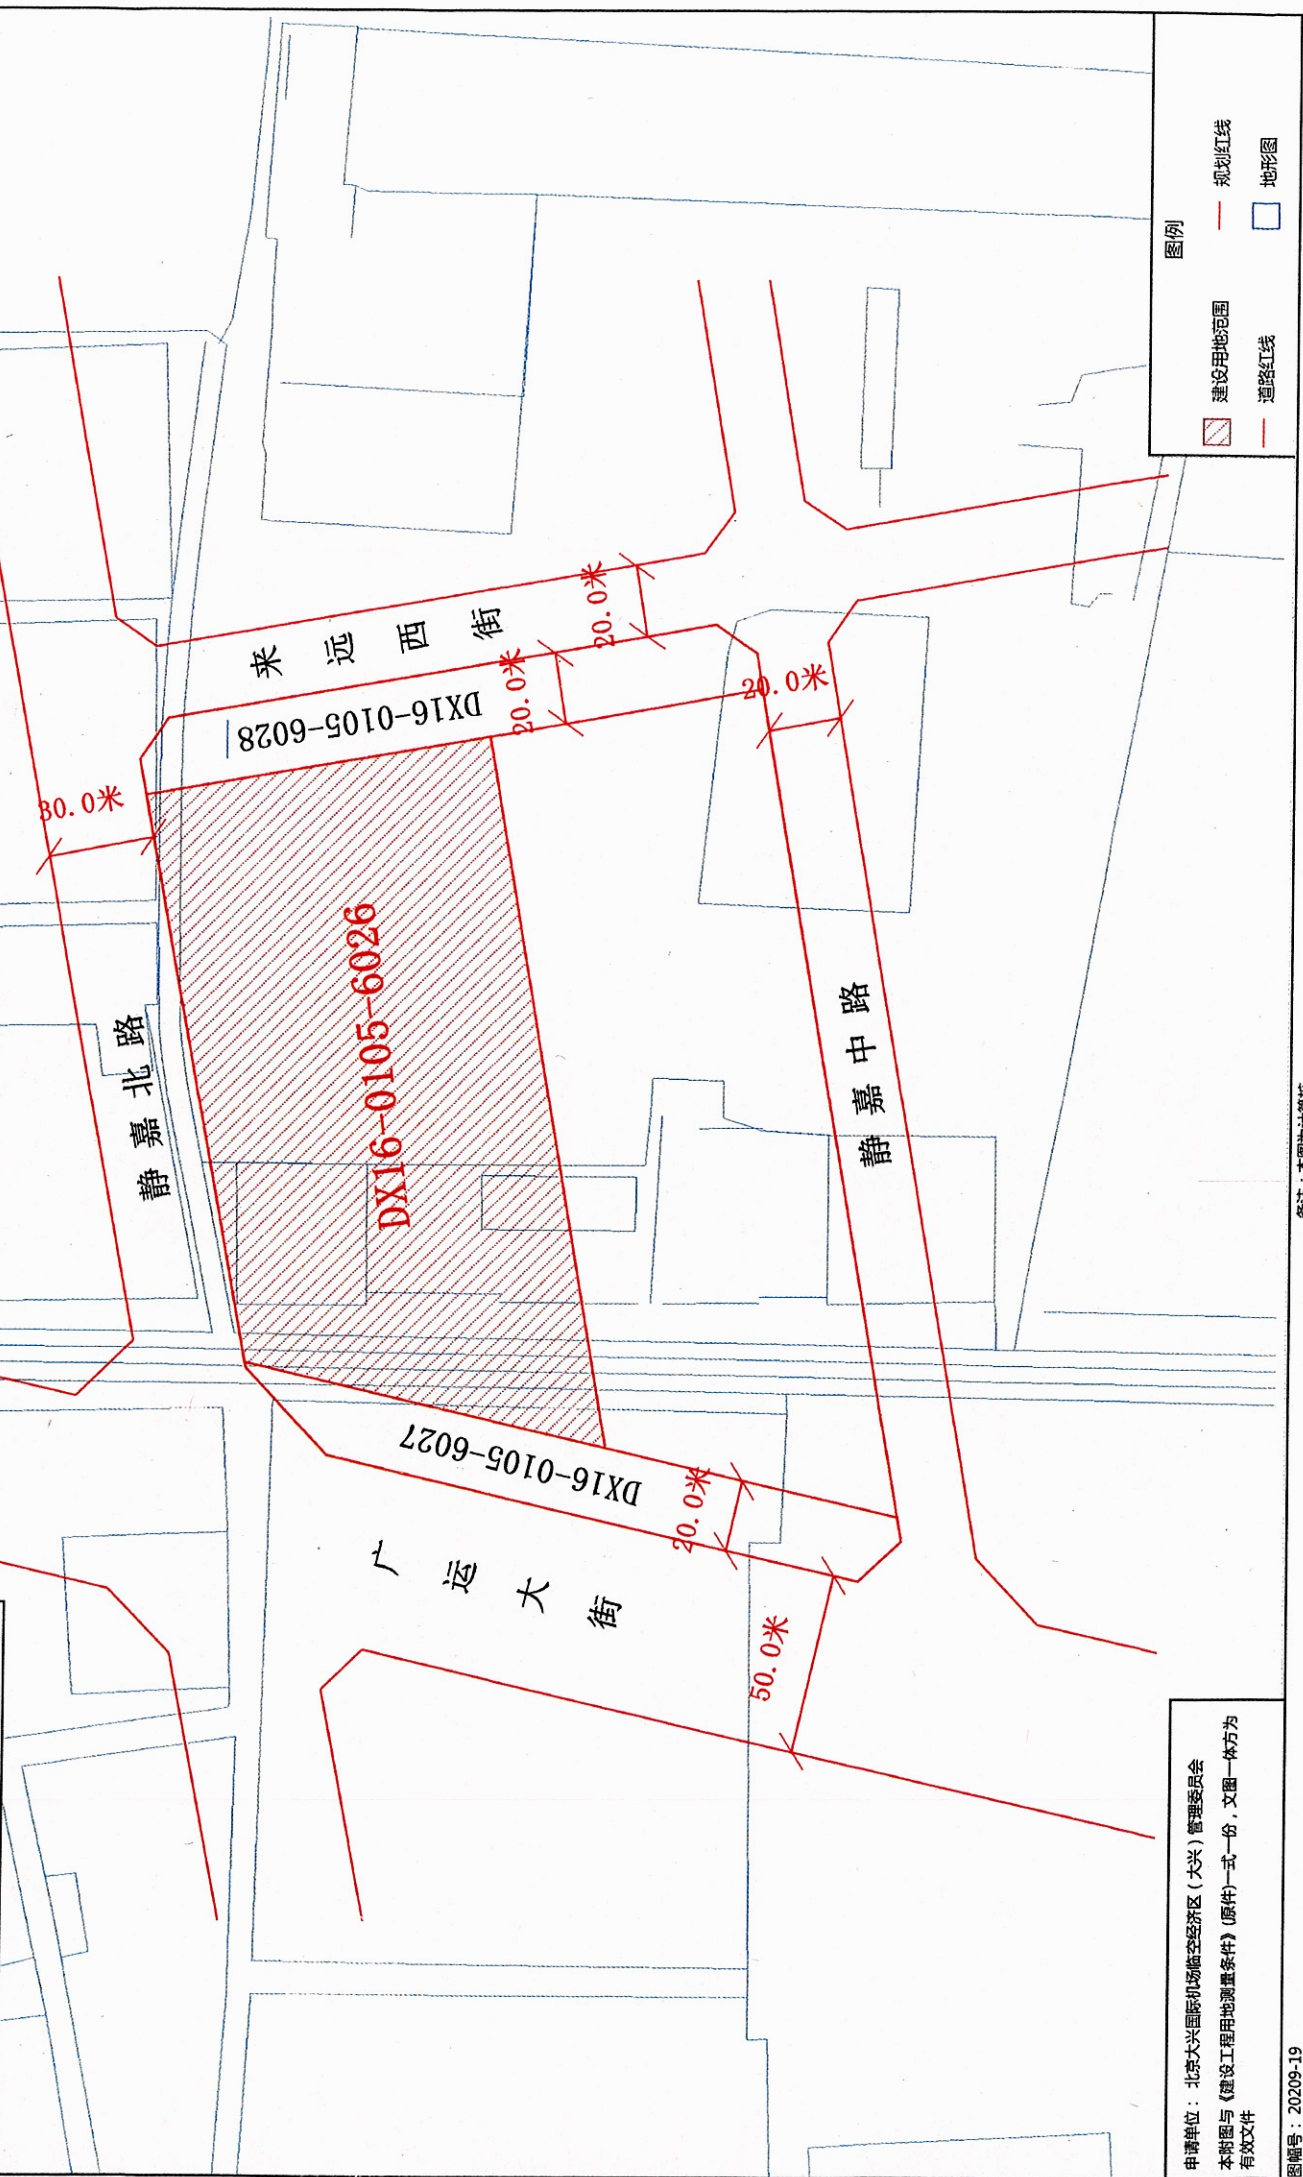 静嘉北路
30.0米
来远西街
20.0米
DX16-0105-6028
20.0米
DX16-0105-6026
20.0米
静嘉中路
DX16-0105-6027
20.0米
广运大街
50.0米
图例
建设用地范围
规划红线
道路红线
地形图
申请单位：北京大兴国际机场临空经济区（大兴）管理委员会
本附图与《建设工程用地测量条件》(原件)一式一份，文图一体方为
有效文件
图幅号：20209-19